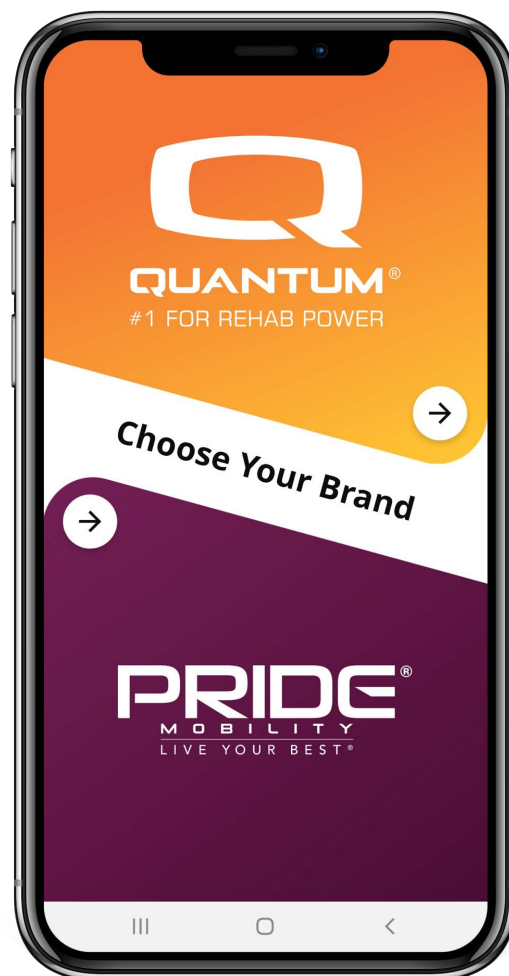 QUANTUM®
#1 FOR REHAB POWER
Choose Your Brand
PRIDE®
MOBILITY
LIVE YOUR BEST®